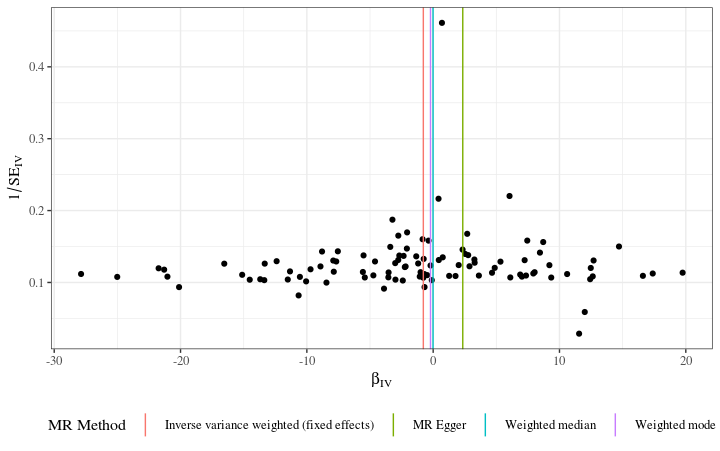 0.4
0.3
0.2
0.1
1/SE_IV
-30 -20 -10 0 10 20
β_IV
MR Method Inverse variance weighted (fixed effects) MR Egger Weighted median Weighted mode